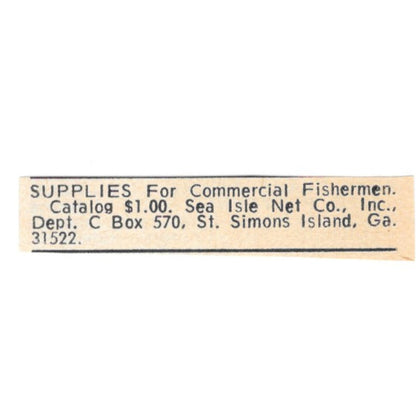 SUPPLIES For Commercial Fishermen.
Catalog $1.00. Sea Isle Net Co., Inc.,
Dept. C Box 570, St. Simons Island, Ga.
31522.